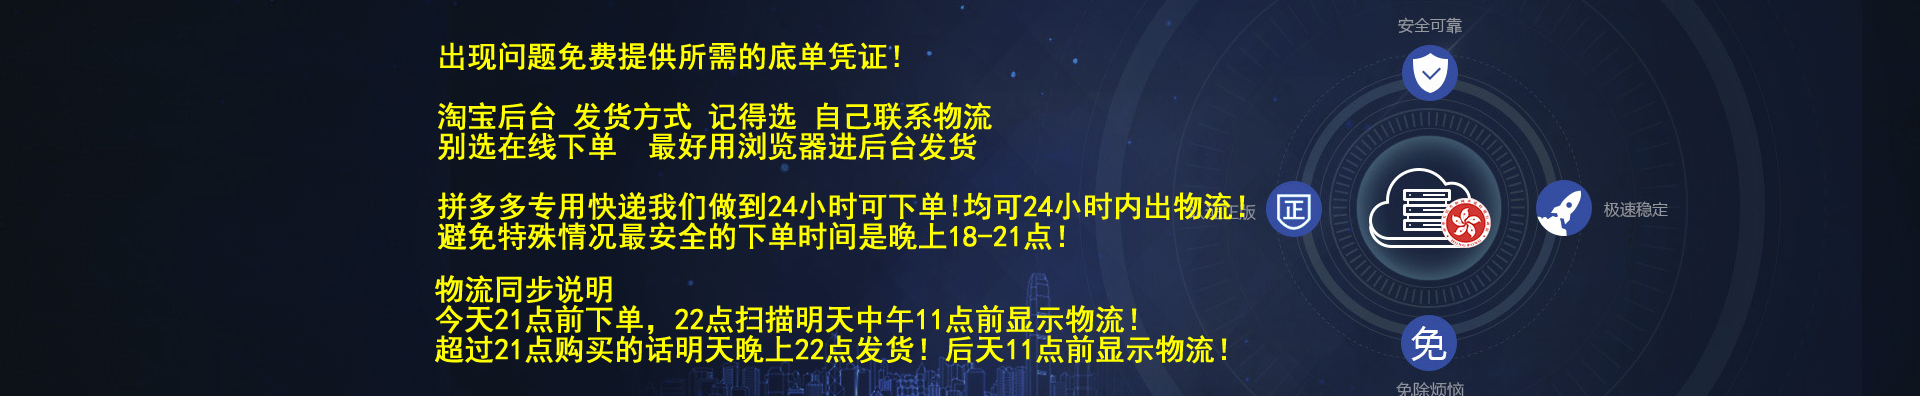 出现问题免费提供所需的底单凭证！
淘宝后台 发货方式 记得选 自己联系物流
别选在线下单 最好用浏览器进后台发货
拼多多专用快递我们做到24小时可下单！均可24小时内出物流！
避免特殊情况最安全的下单时间是晚上18-21点！
物流同步说明
今天21点前下单，22点扫描明天中午11点前显示物流！
超过21点购买的话明天晚上22点发货！后天11点前显示物流！
安全可靠
正
正版
极速稳定
免
免除烦恼